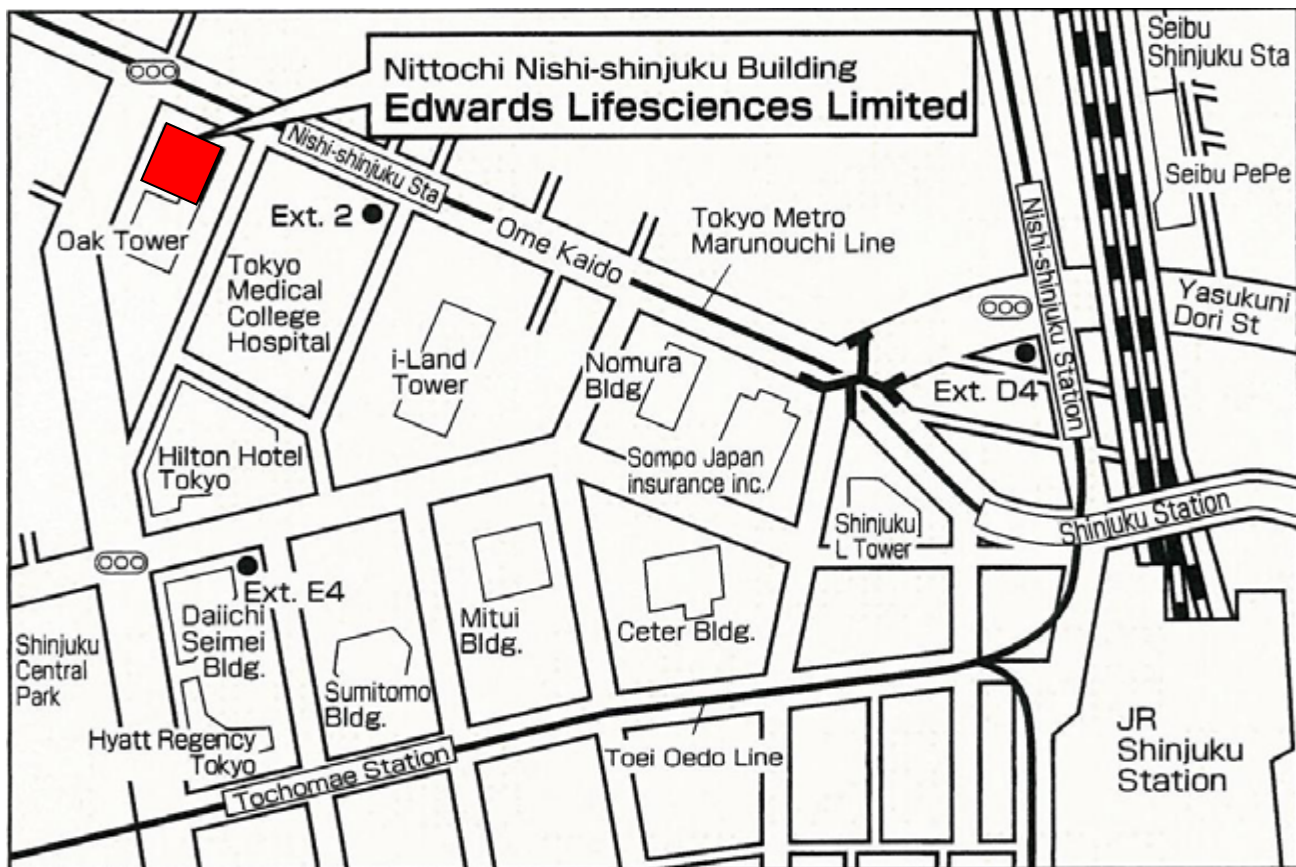 Nittochi Nishi-shinjuku Building
Edwards Lifesciences Limited
Seibu
Shinjuku Sta
Seibu PePe
Nishi-shinjuku Sta
Ext. 2
Oak Tower
Tokyo
Medical
College
Hospital
Ome Kaido
Tokyo Metro
Marunouchi Line
Nishi-shinjuku Station
Yasukuni
Dori St
i-Land
Tower
Nomura
Bldg
Ext. D4
Hilton Hotel
Tokyo
Sompo Japan
insurance inc.
Shinjuku
L Tower
Shinjuku Station
Ext. E4
Daiichi
Seimei
Bldg.
Mitui
Bldg.
Ceter Bldg.
Shinjuku
Central
Park
Sumitomo
Bldg.
Hyatt Regency
Tokyo
Tochomae Station
Toei Oedo Line
JR
Shinjuku
Station